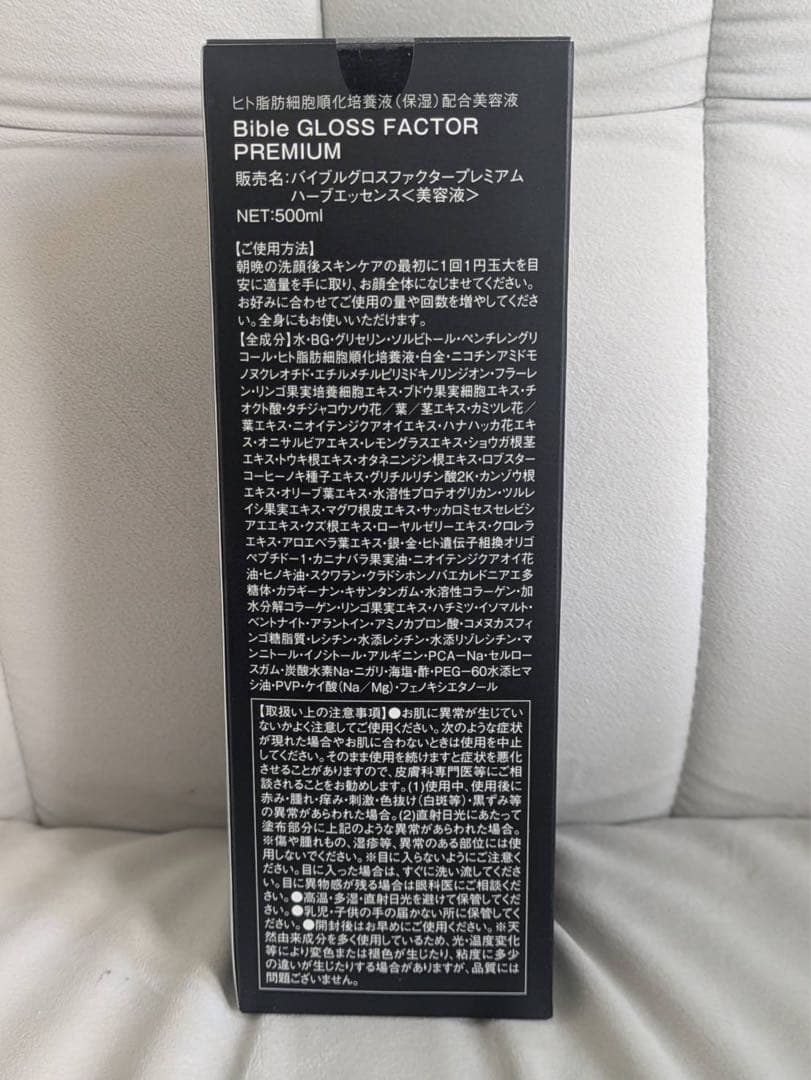 ヒト脂肪細胞順化培養液(保湿)配合美容液
Bible GLOSS FACTOR
PREMIUM
販売名:バイブルグロスファクタープレミアム
ハーブエッセンス<美容液>
NET:500ml
【ご使用方法】
朝晩の洗顔後スキンケアの最初に1回1円玉大を目
安に適量を手に取り、お顔全体になじませてください。
お好みに合わせてご使用の量や回数を増やしてくださ
い。全身にもお使いいただけます。
【全成分】水・BG・グリセリン・ソルビトール・ペンチレングリ
コール・ヒト脂肪細胞順化培養液・白金・ニコチンアミドモ
ノヌクレオチド・エチルメチルピリミドキノリンジオン・フラーレ
ン・リンゴ果実培養細胞エキス・ブドウ果実細胞エキス・チ
オクト酸・タチジャコウソウ花/葉/茎エキス・カミツレ花/
葉エキス・ニオイテンジクアオイエキス・ハナハッカ花エキ
ス・オニサルビアエキス・レモングラスエキス・ショウガ根茎
エキス・トウキ根エキス・オタネニンジン根エキス・ロブスター
コーヒーノキ種子エキス・グリチルリチン酸2K・カンゾウ根
エキス・オリーブ葉エキス・水溶性プロテオグリカン・ツルレ
イシ果実エキス・マグワ根皮エキス・サッカロミセスセレビシ
アエエキス・クズ根エキス・ローヤルゼリーエキス・クロレラ
エキス・アロエベラ葉エキス・銀・金・ヒト遺伝子組換オリゴ
ペプチドー1・カニナバラ果実油・ニオイテンジクアオイ花
油・ヒノキ油・スクワラン・クラドシホンノバエカレドニアエ多
糖体・カラギーナン・キサンタンガム・水溶性コラーゲン・加
水分解コラーゲン・リンゴ果実エキス・ハチミツ・イソマルト・
ベントナイト・アラントイン・アミノカプロン酸・コメヌカスフィ
ンゴ糖脂質・レシチン・水添レシチン・水添リゾレシチン・マ
ンニトール・イノシトール・アルギニン・PCAーNa・セルロー
スガム・炭酸水素Na・ニガリ・海塩・酢・PEG－60水添ヒマ
シ油・PVP・ケイ酸(Na/Mg)・フェノキシエタノール
【取扱い上の注意事項】●お肌に異常が生じてい
ないかよく注意してご使用ください。次のような症状
が現れた場合やお肌に合わないときは使用を中止
してください。そのまま使用を続けますと症状を悪化
させることがありますので、皮膚科専門医等にご相
談されることをお勧めします。(1)使用中、使用後に
赤み・腫れ・痒み・刺激・色抜け(白斑等)・黒ずみ等
の異常があらわれた場合。(2)直射日光にあたって
塗布部分に上記のような異常があらわれた場合。
※傷や腫れもの、湿疹等、異常のある部位には使
用しないでください。※目に入らないようにご注意く
ださい。目に入った場合は、すぐに洗い流してくださ
い。目に異物感が残る場合は眼科医にご相談くださ
い。●高温・多湿・直射日光を避けて保管してくださ
い。●乳児・子供の手の届かない所に保管してくだ
さい。●開封後はお早めにご使用ください。※天
然由来成分を多く使用しているため、光・温度変化
等により変色または褪色が生じたり、粘度に多少
の違いが生じたりする場合がありますが、品質には
問題ございません。